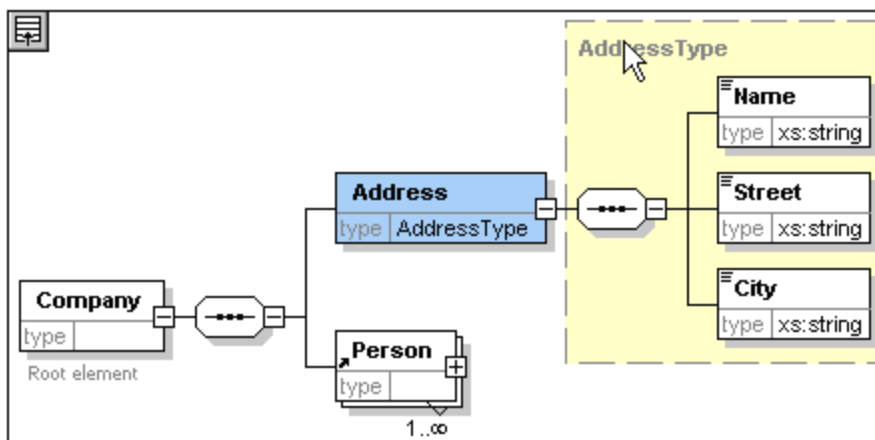 AddressType
Name
type xs:string
Address
type AddressType
Street
type xs:string
Company
type
Root element
City
type xs:string
Person
type
1..∞